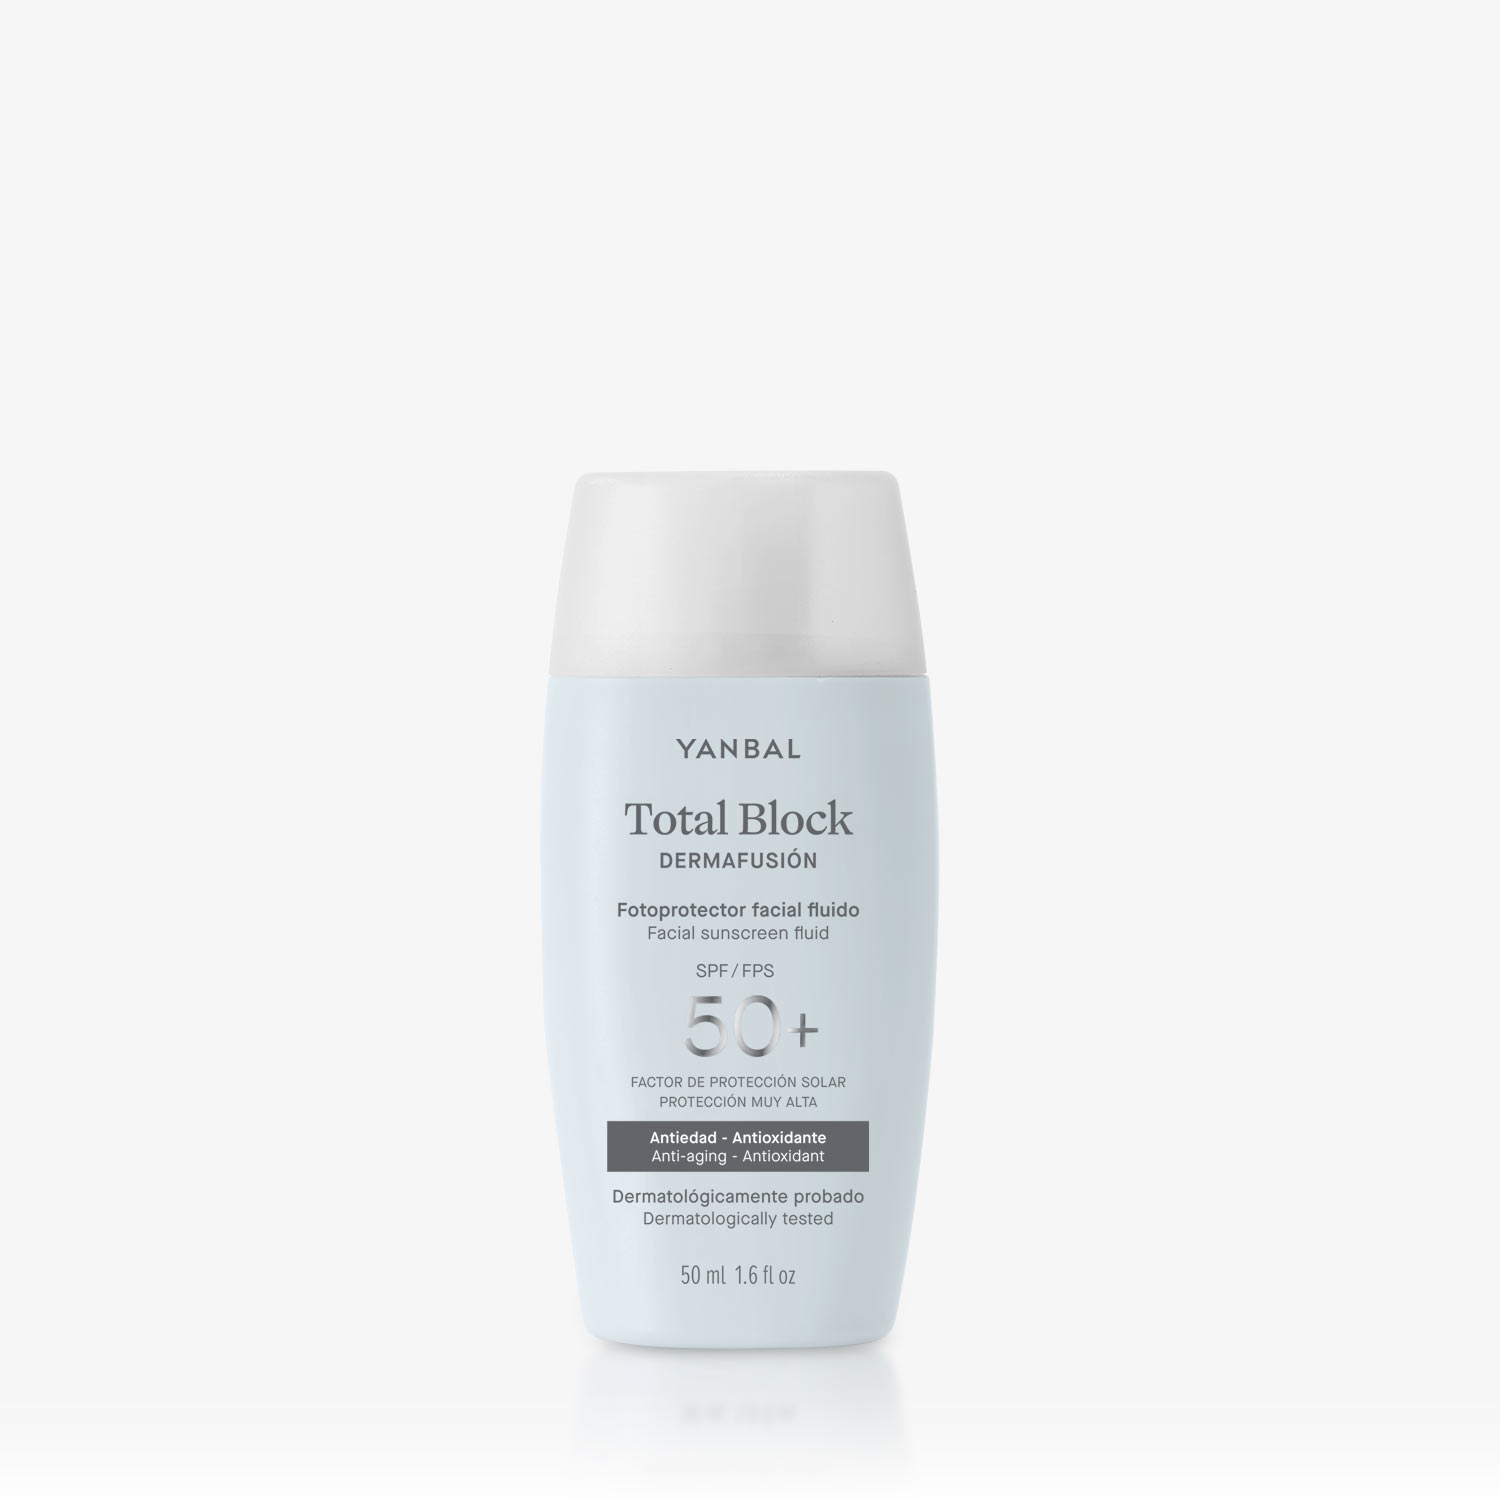 YANBAL
Total Block
DERMAFUSIÓN
Fotoprotector facial fluido
Facial sunscreen fluid
SPF / FPS
50+
FACTOR DE PROTECCIÓN SOLAR
PROTECCIÓN MUY ALTA
Antiedad - Antioxidante
Anti-aging - Antioxidant
Dermatológicamente probado
Dermatologically tested
50 ml 1.6 fl oz